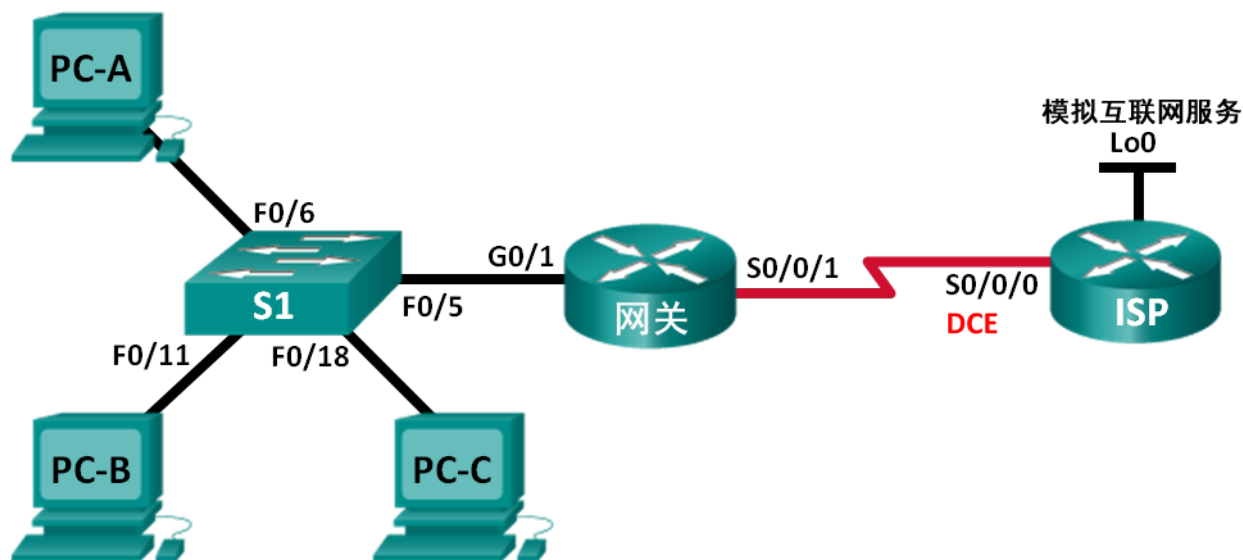 PC-A
模拟互联网服务
Lo0
F0/6
G0/1
S0/0/1
S0/0/0
DCE
S1
F0/5
网关
ISP
F0/11
F0/18
PC-B
PC-C